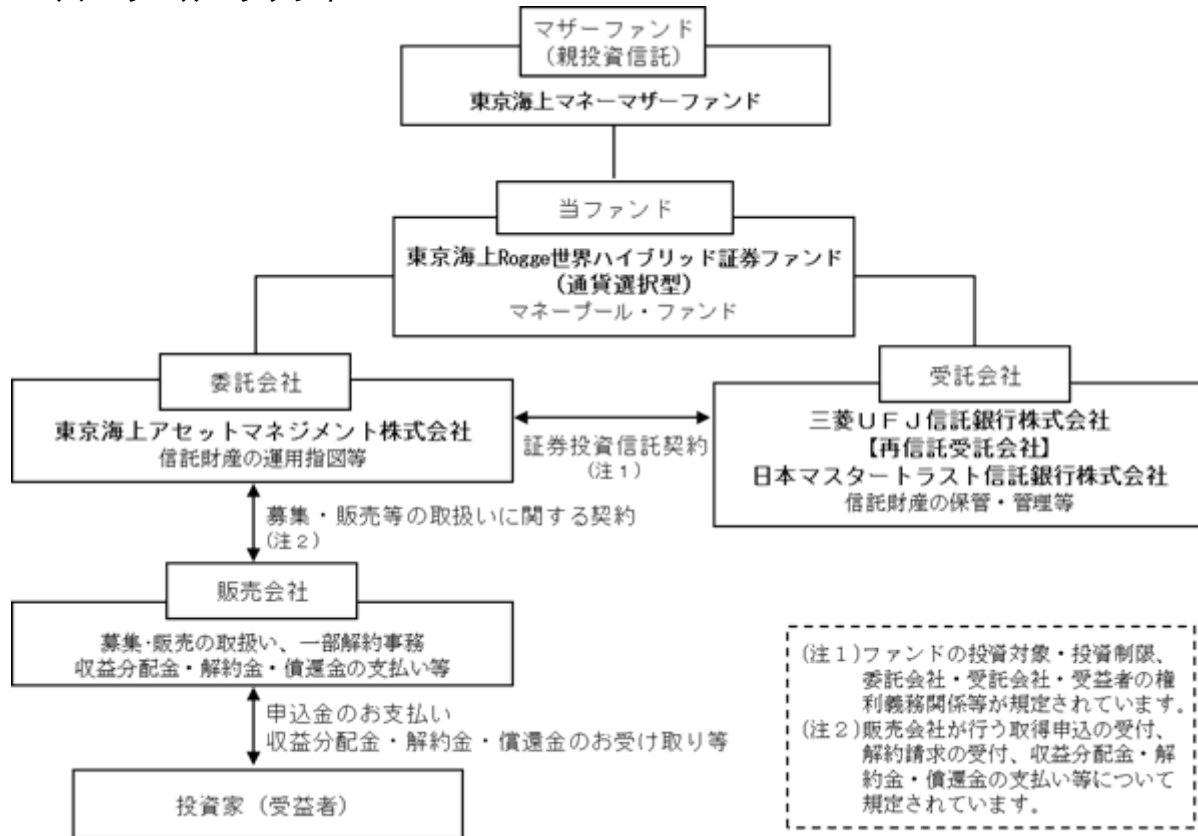 マザーファンド
（親投資信託）
東京海上マネーマザーファンド
当ファンド
東京海上Rogge世界ハイブリッド証券ファンド
（通貨選択型）
マネープール・ファンド
委託会社
東京海上アセットマネジメント株式会社
信託財産の運用指図等
証券投資信託契約
（注１）
受託会社
三菱ＵＦＪ信託銀行株式会社
【再信託受託会社】
日本マスタートラスト信託銀行株式会社
信託財産の保管・管理等
募集・販売等の取扱いに関する契約
（注２）
販売会社
募集・販売の取扱い、一部解約事務
収益分配金・解約金・償還金の支払い等
申込金のお支払い
収益分配金・解約金・償還金のお受け取り等
投資家（受益者）
（注１）ファンドの投資対象・投資制限、
委託会社・受託会社・受益者の権
利義務関係等が規定されています。
（注２）販売会社が行う取得申込の受付、
解約請求の受付、収益分配金・解
約金・償還金の支払い等について
規定されています。